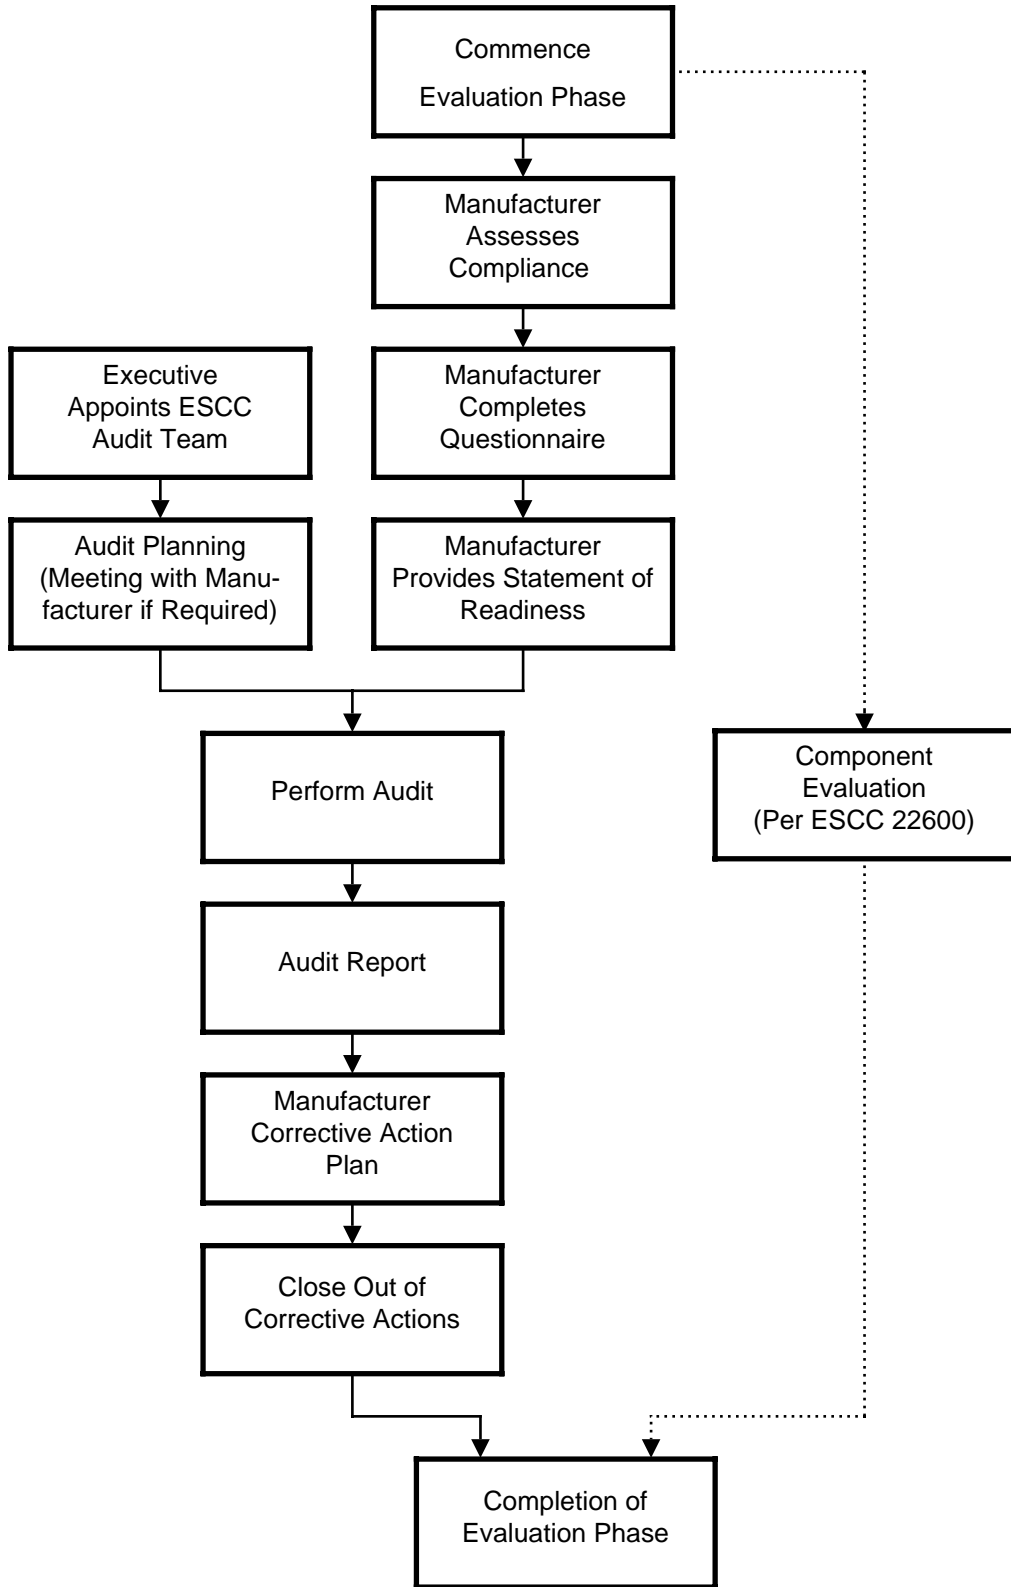 Commence
Evaluation Phase
Manufacturer
Assesses
Compliance
Executive
Appoints ESCC
Audit Team
Manufacturer
Completes
Questionnaire
Audit Planning
(Meeting with Manu-
facturer if Required)
Manufacturer
Provides Statement of
Readiness
Perform Audit
Component
Evaluation
(Per ESCC 22600)
Audit Report
Manufacturer
Corrective Action
Plan
Close Out of
Corrective Actions
Completion of
Evaluation Phase